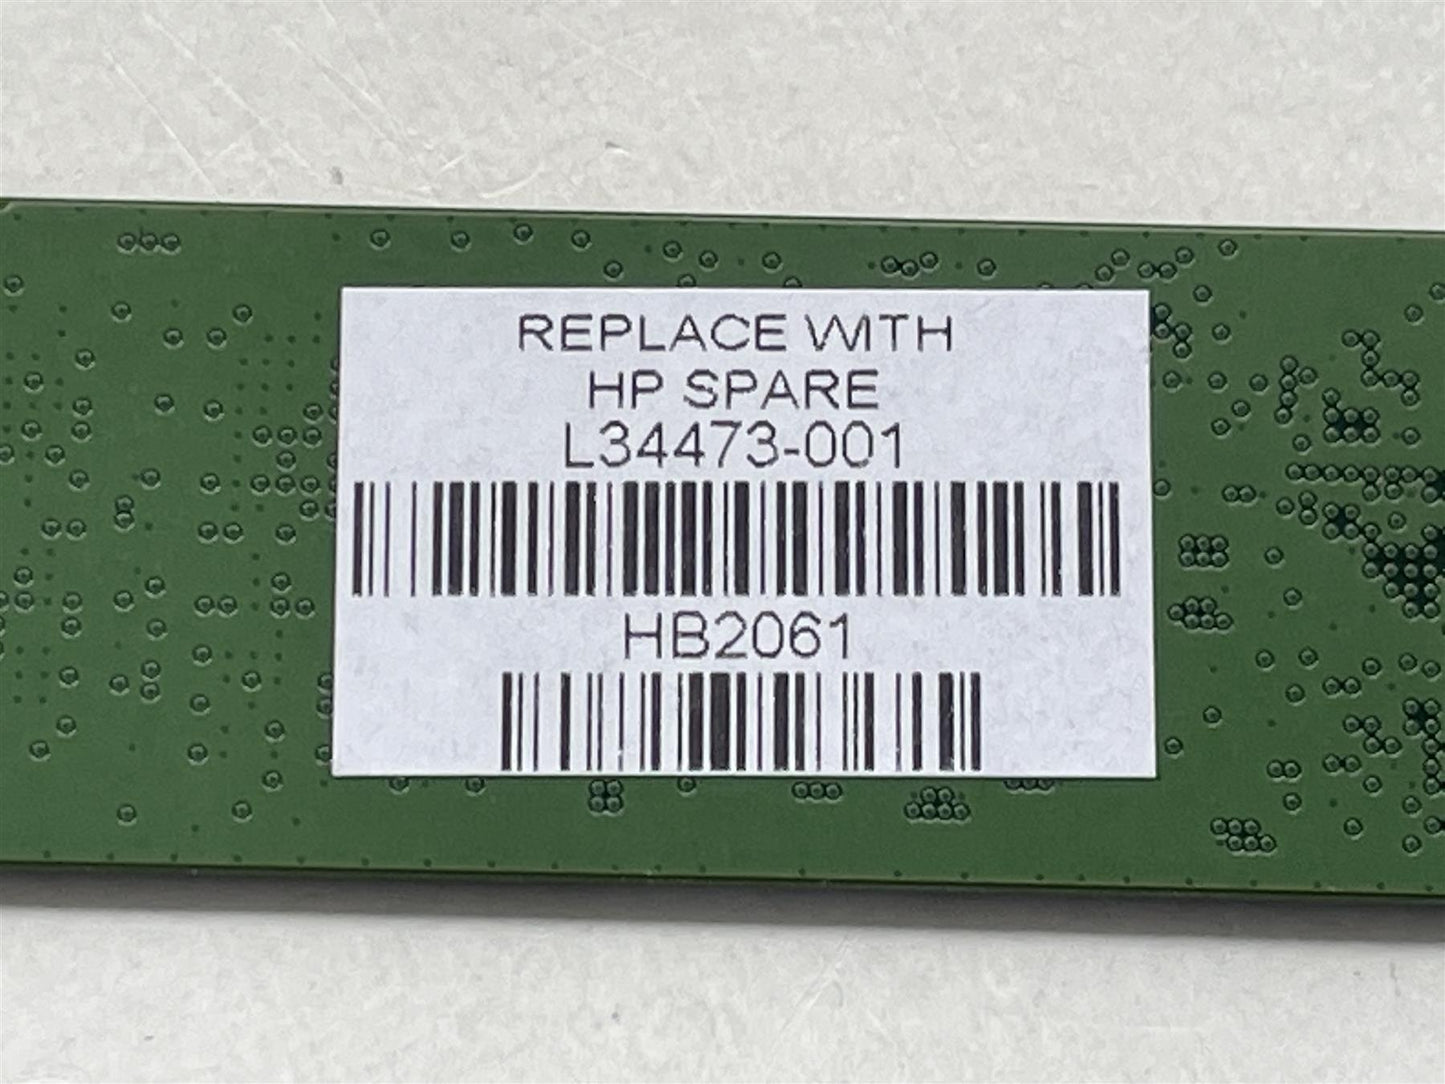 REPLACE WITH
HP SPARE
L34473-001
HB2061